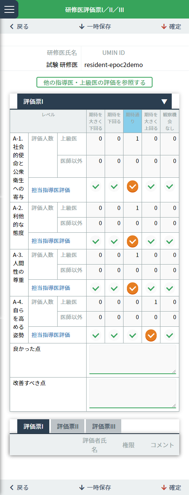 研修医評価票I／II／III
戻る
一時保存
確定
研修医氏名 UMIN ID
試験 研修医 resident-epoc2demo
他の指導医・上級医の評価を参照する
評価票I ▼
レベル 期待を大きく下回る 期待を下回る 期待を大きく上回る 観察機会なし
A-1.社会的使命と公衆衛生への寄与
評価人数 上級医 0 0 1 0 0
医師以外 0 0 0 0 0
担当指導医評価
A-2.利他的な態度
評価人数 上級医 0 0 1 0 0
医師以外 0 0 0 0 0
担当指導医評価
A-3.人間性の尊重
評価人数 上級医 0 0 1 0 0
医師以外 0 0 0 0 0
担当指導医評価
A-4.自らを高める姿勢
評価人数 上級医 0 0 0 1 0
医師以外 0 0 0 0 0
担当指導医評価
良かった点
改善すべき点
評価票I 評価票II 評価票III
評価者氏名 権限 コメント
戻る
一時保存
確定